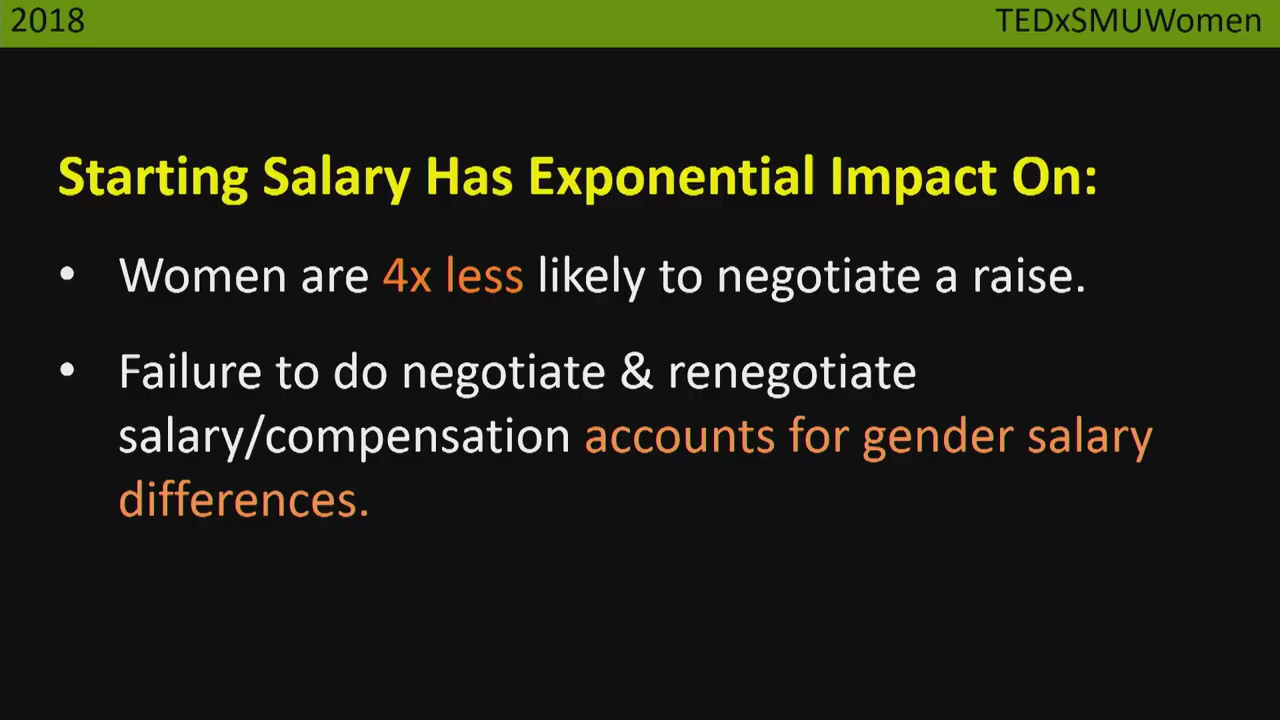 2018
TEDxSMUWomen
Starting Salary Has Exponential Impact On:
• Women are 4x less likely to negotiate a raise.
• Failure to do negotiate & renegotiate
salary/compensation accounts for gender salary
differences.